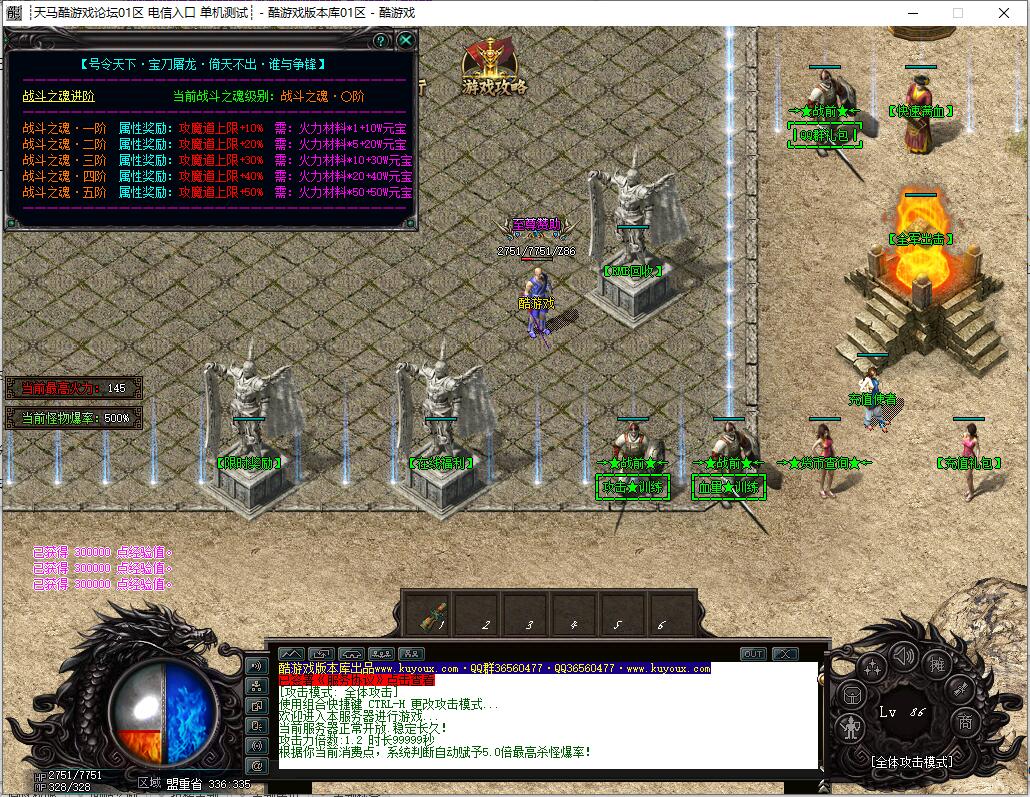 天马酷游戏论坛01区 电信入口 单机测试 - 酷游戏版本库01区 - 酷游戏
【号令天下·宝刀屠龙·倚天不出·谁与争锋】
战斗之魂进阶 当前战斗之魂级别：战斗之魂·〇阶
战斗之魂·一阶 属性奖励：攻魔道上限+10% 需：火力材料*1+10W元宝
战斗之魂·二阶 属性奖励：攻魔道上限+20% 需：火力材料*5+20W元宝
战斗之魂·三阶 属性奖励：攻魔道上限+30% 需：火力材料*10+30W元宝
战斗之魂·四阶 属性奖励：攻魔道上限+40% 需：火力材料*20+40W元宝
战斗之魂·五阶 属性奖励：攻魔道上限+50% 需：火力材料*50+50W元宝
游戏攻略
★战前★
QQ群礼包
【快速满血】
至尊赞助
2751/7751/Z86
酷游戏
【RMB回收】
【全军出击】
当前最高火力：145
当前怪物爆率：500%
充值使者
【限时奖励】
【在线福利】
★战前★
攻击★训练
★战前★
血量★训练
★货币查询★
【充值礼包】
已获得 300000 点经验值。
已获得 300000 点经验值。
已获得 300000 点经验值。
1 2 3 4 5 6
OUT
酷游戏版本库出品www.kuyoux.com·QQ群36560477·QQ36560477·www.kuyoux.com
已签署《服务协议》点击查看
[攻击模式：全体攻击]
使用组合快捷键 CTRL-H 更改攻击模式...
欢迎进入本服务器进行游戏...
当前服务器正常开放,稳定长久!
攻击力倍数:1.2 时长99999秒
根据你当前消费点，系统判断自动赋予5.0倍最高杀怪爆率!
HP 2751/7751
MP 328/328
区域 盟重省 336:335
Lv 86
摊
商
[全体攻击模式]